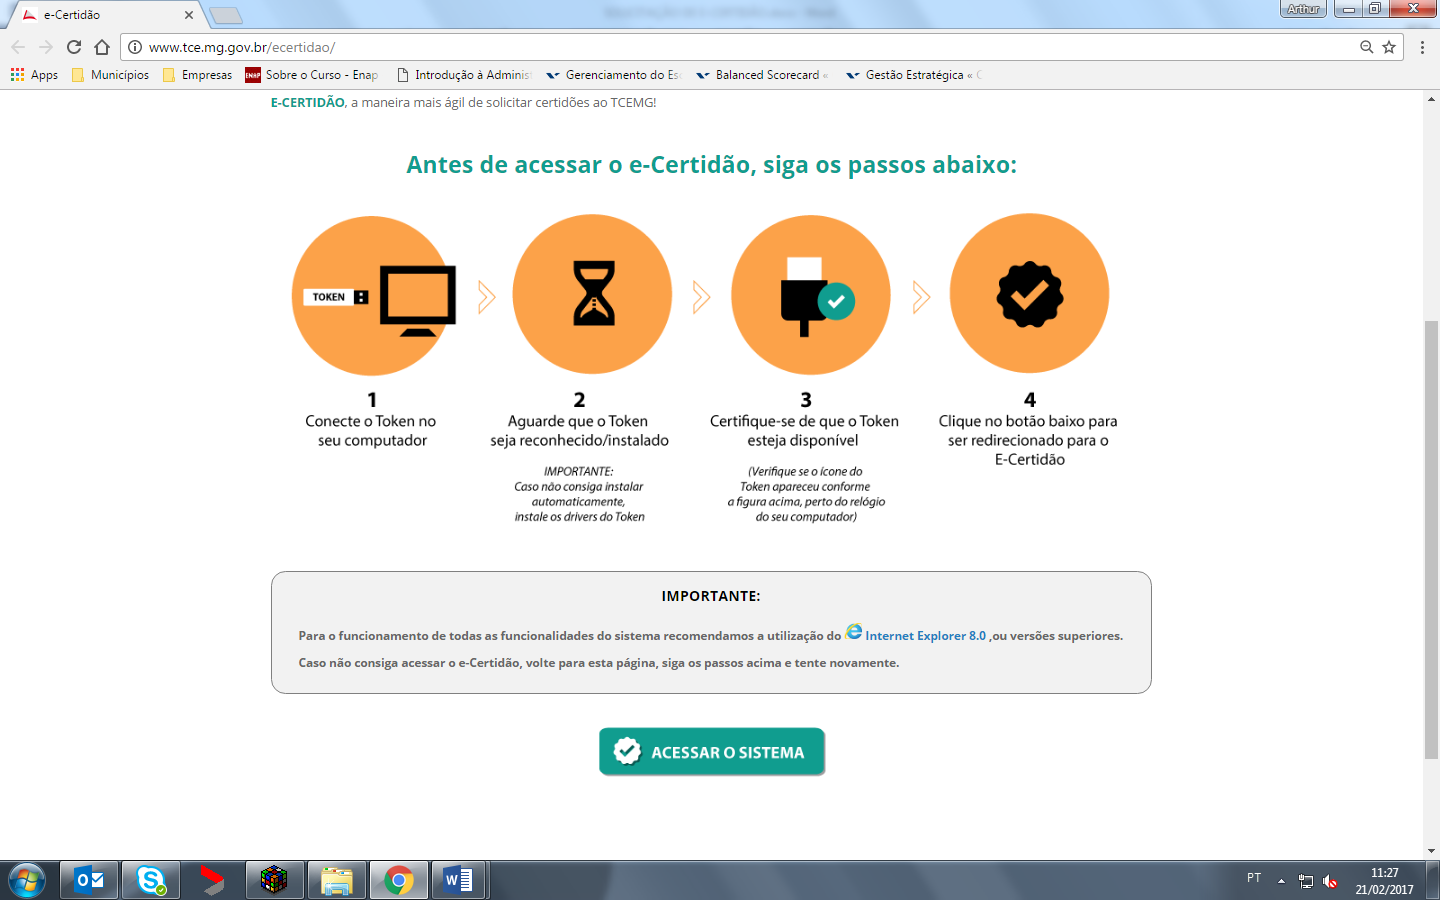 e-Certidão
Arthur
www.tce.mg.gov.br/ecertidao/
Apps
Municípios
Empresas
ENAP
Sobre o Curso - Enap
Introdução à Adminis
Gerenciamento do Es
Balanced Scorecard «
Gestão Estratégica «
E-CERTIDÃO, a maneira mais ágil de solicitar certidões ao TCEMG!
Antes de acessar o e-Certidão, siga os passos abaixo:
TOKEN
1
Conecte o Token no
seu computador
2
Aguarde que o Token
seja reconhecido/instalado
IMPORTANTE:
Caso não consiga instalar
automaticamente,
instale os drivers do Token
3
Certifique-se de que o Token
esteja disponível
(Verifique se o ícone do
Token apareceu conforme
a figura acima, perto do relógio
do seu computador)
4
Clique no botão baixo para
ser redirecionado para o
E-Certidão
IMPORTANTE:
Para o funcionamento de todas as funcionalidades do sistema recomendamos a utilização do Internet Explorer 8.0 ,ou versões superiores.
Caso não consiga acessar o e-Certidão, volte para esta página, siga os passos acima e tente novamente.
ACESSAR O SISTEMA
PT
11:27
21/02/2017